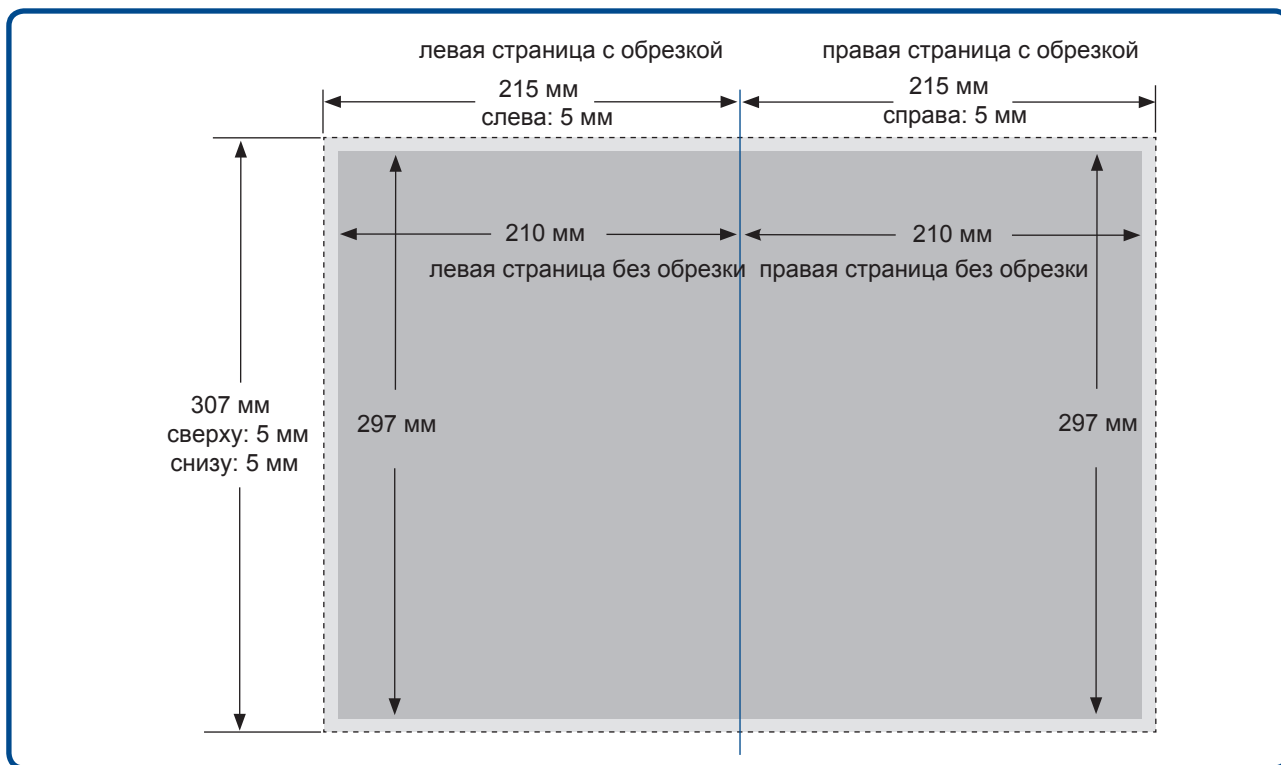 левая страница с обрезкой
правая страница с обрезкой
215 мм
слева: 5 мм
215 мм
справа: 5 мм
210 мм
210 мм
левая страница без обрезки
правая страница без обрезки
307 мм
сверху: 5 мм
снизу: 5 мм
297 мм
297 мм